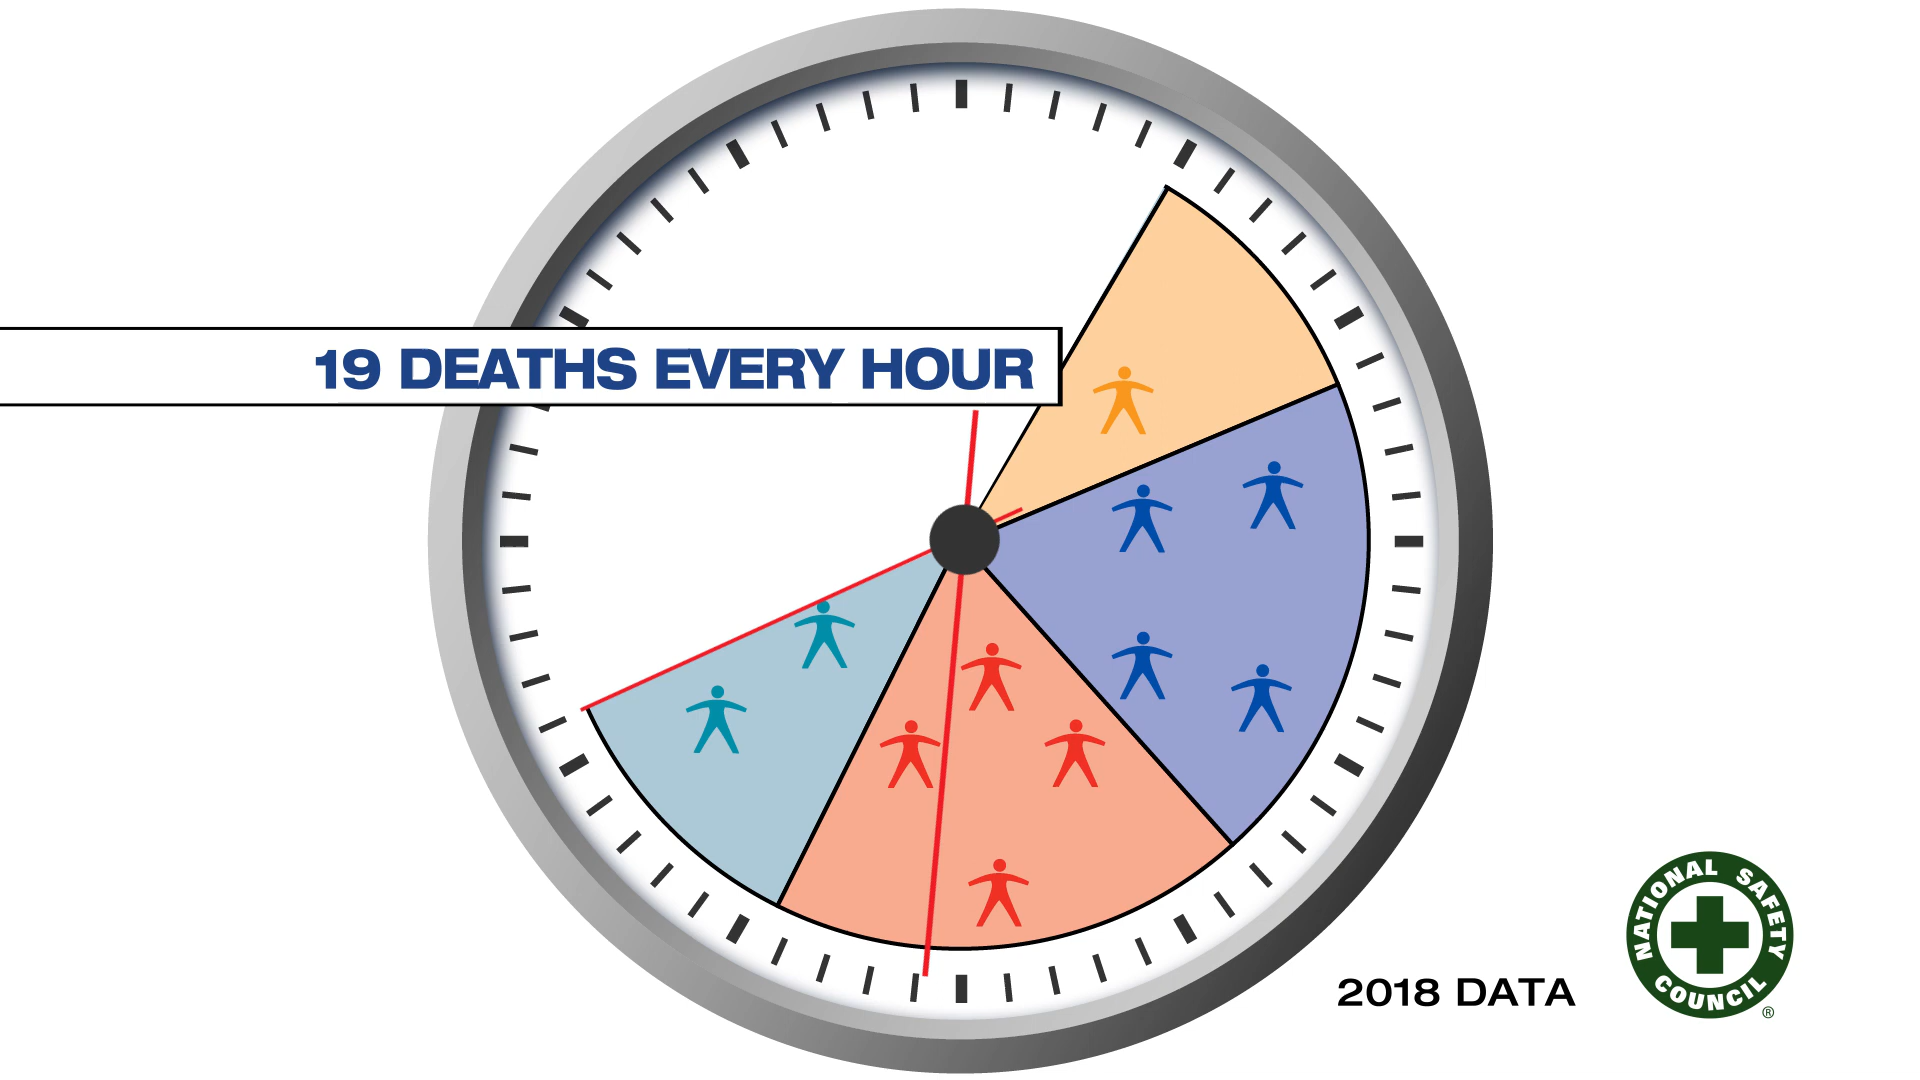 19 DEATHS EVERY HOUR
2018 DATA
NATIONAL SAFETY
COUNCIL
®